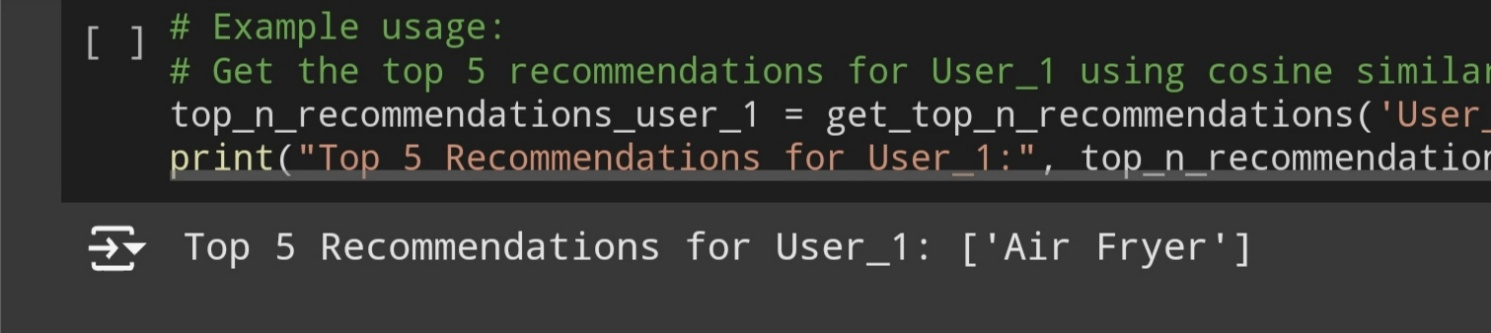 [ ] # Example usage:
# Get the top 5 recommendations for User_1 using cosine similar
top_n_recommendations_user_1 = get_top_n_recommendations('User_
print("Top 5 Recommendations for User_1:", top_n_recommendation
Top 5 Recommendations for User_1: ['Air Fryer']